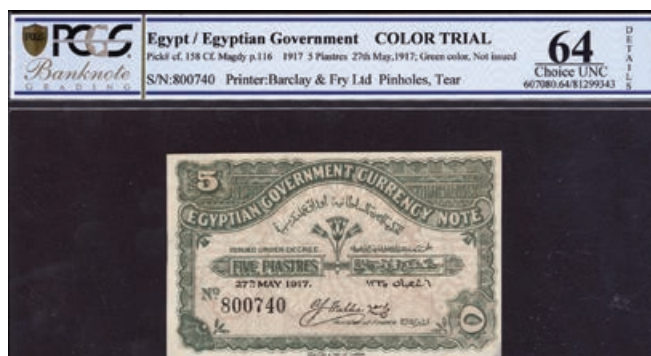 PCGS
Banknote
GRADING
Egypt / Egyptian Government COLOR TRIAL
Pick# cf. 158 Cf. Magdy p.116 1917 5 Piastres 27th May,1917; Green color, Not issued
S/N:800740 Printer:Barclay & Fry Ltd Pinholes, Tear
64
Choice UNC
607080.64/81299343
DETAILS
5
EGYPTIAN GOVERNMENT CURRENCY NOTE
ISSUED UNDER DECREE
FIVE PIASTRES
27TH MAY 1917.
Nº 800740